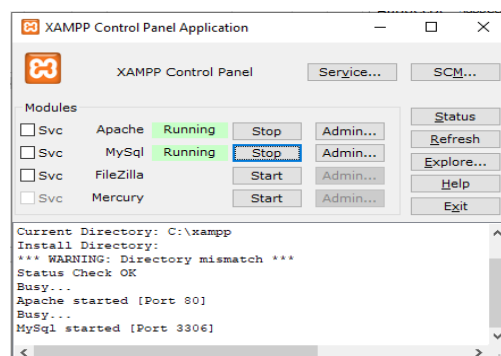 XAMPP Control Panel Application
XAMPP Control Panel
Service...
SCM...
Modules
Svc Apache Running Stop Admin...
Svc MySql Running Stop Admin...
Svc FileZilla Start Admin...
Svc Mercury Start Admin...
Status
Refresh
Explore...
Help
Exit
Current Directory: C:\xampp
Install Directory:
*** WARNING: Directory mismatch ***
Status Check OK
Busy...
Apache started [Port 80]
Busy...
MySql started [Port 3306]